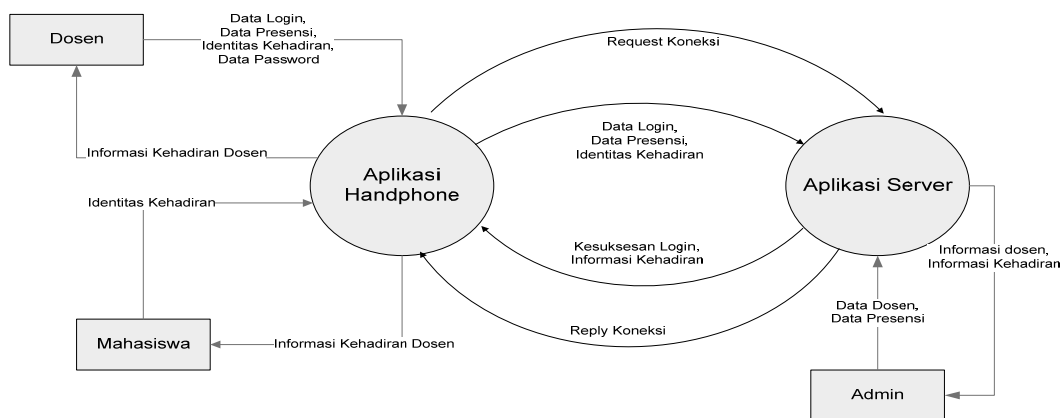 Dosen
Data Login,
Data Presensi,
Identitas Kehadiran,
Data Password
Request Koneksi
Data Login,
Data Presensi,
Identitas Kehadiran
Informasi Kehadiran Dosen
Aplikasi
Handphone
Aplikasi Server
Identitas Kehadiran
Kesuksesan Login,
Informasi Kehadiran
Informasi dosen,
Informasi Kehadiran
Data Dosen,
Data Presensi
Reply Koneksi
Mahasiswa
Informasi Kehadiran Dosen
Admin